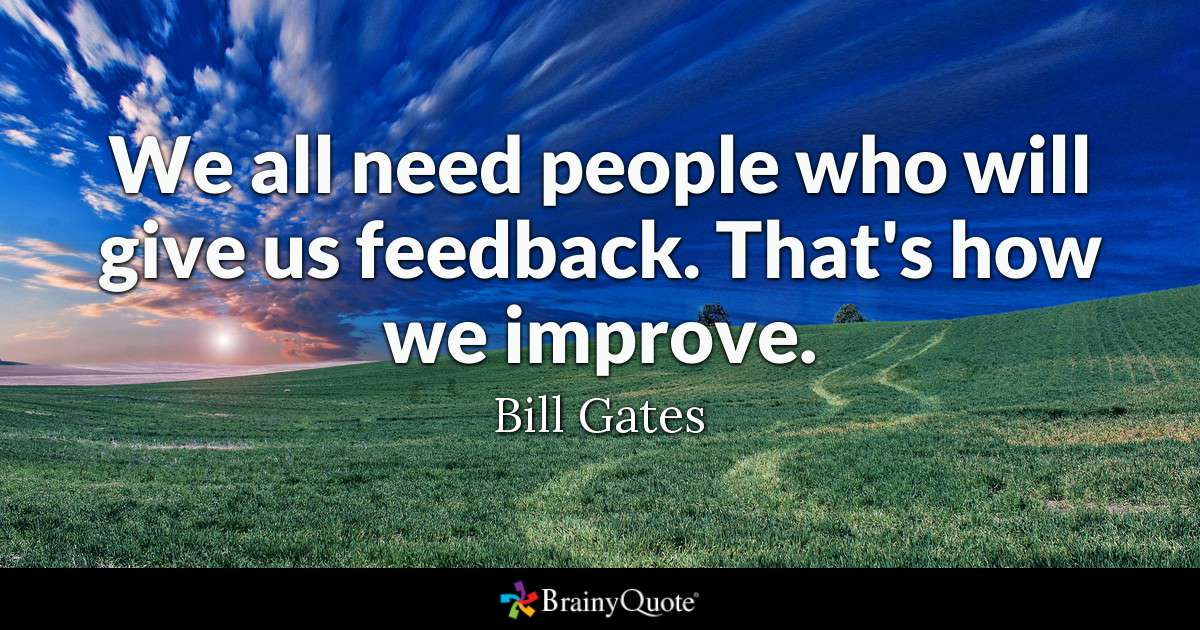 We all need people who will
give us feedback. That's how
we improve.
Bill Gates
BrainyQuote®